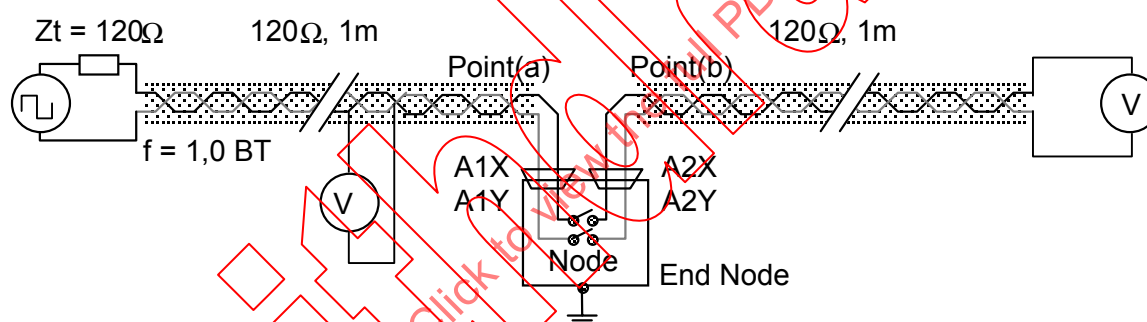 Zt = 120Ω
120Ω, 1m
120Ω, 1m
Point(a)
Point(b)
V
f = 1,0 BT
A1X
A2X
A1Y
A2Y
V
Node
End Node
Click to view the full PD